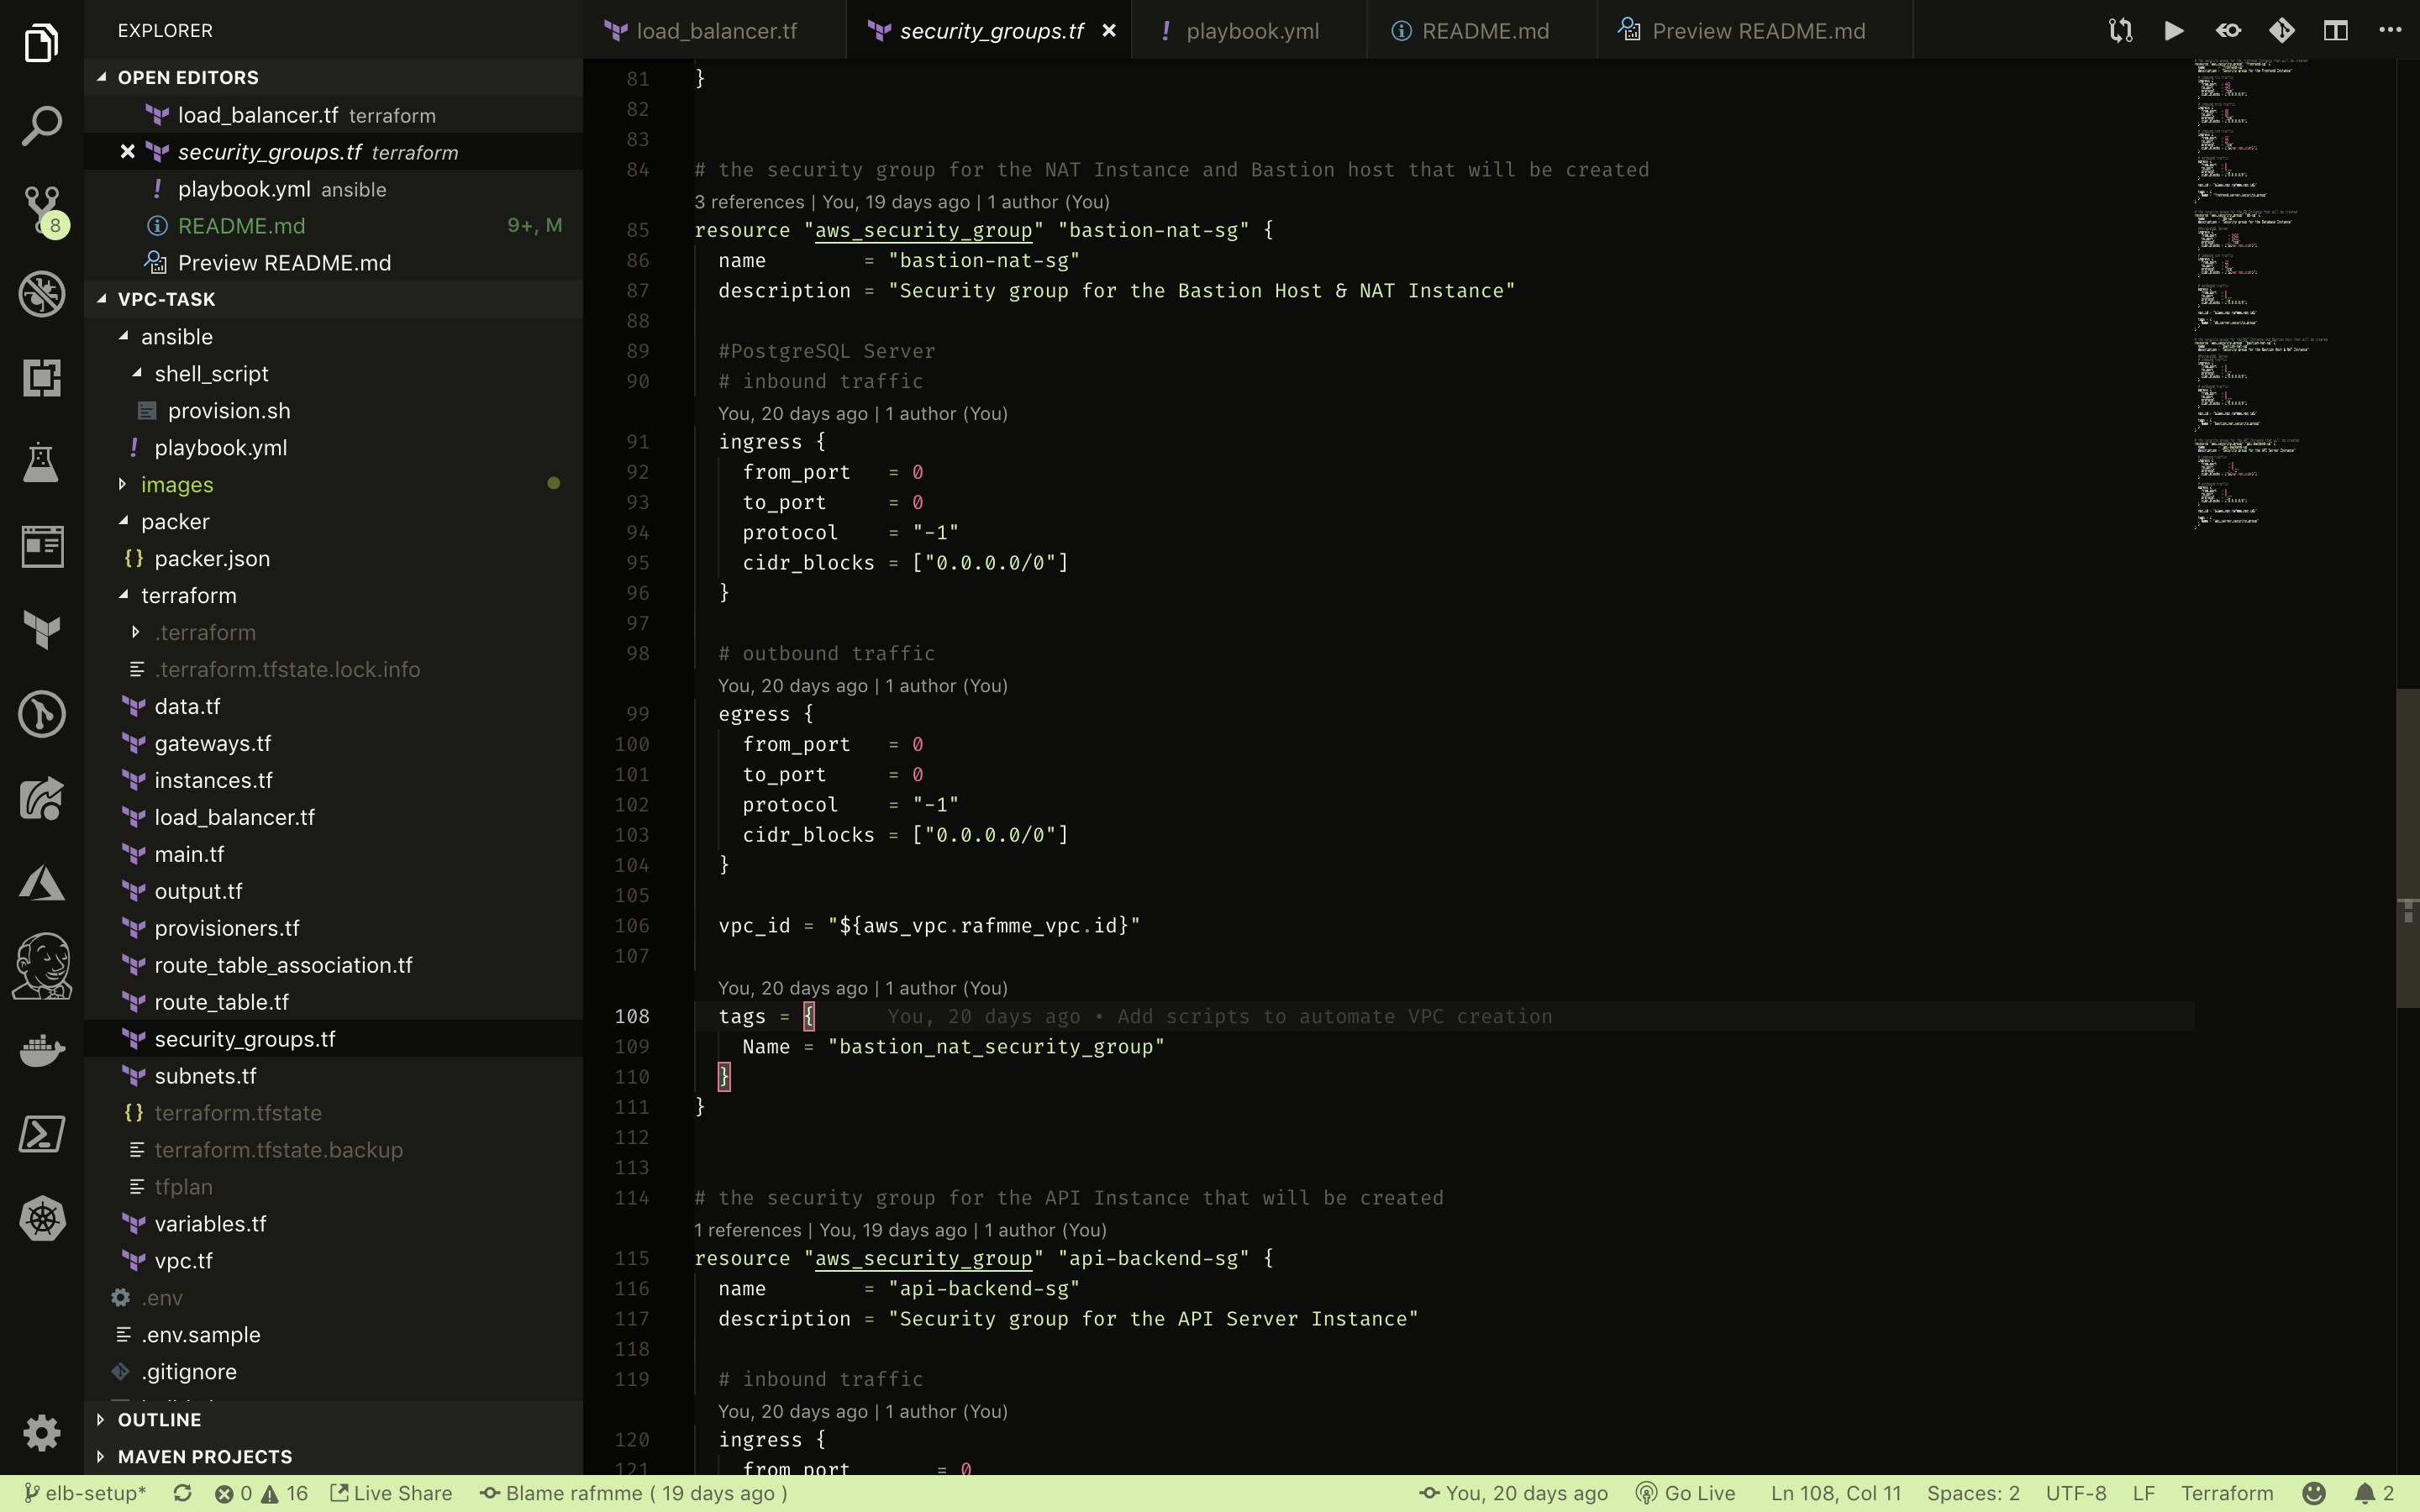 EXPLORER
OPEN EDITORS
load_balancer.tf terraform
security_groups.tf terraform
playbook.yml ansible
README.md 9+, M
Preview README.md
VPC-TASK
ansible
shell_script
provision.sh
playbook.yml
images
packer
packer.json
terraform
.terraform
.terraform.tfstate.lock.info
data.tf
gateways.tf
instances.tf
load_balancer.tf
main.tf
output.tf
provisioners.tf
route_table_association.tf
route_table.tf
security_groups.tf
subnets.tf
terraform.tfstate
terraform.tfstate.backup
tfplan
variables.tf
vpc.tf
.env
.env.sample
.gitignore
OUTLINE
MAVEN PROJECTS
8
load_balancer.tf security_groups.tf playbook.yml README.md Preview README.md
81 }
82
83
84 # the security group for the NAT Instance and Bastion host that will be created
3 references | You, 19 days ago | 1 author (You)
85 resource "aws_security_group" "bastion-nat-sg" {
86 name = "bastion-nat-sg"
87 description = "Security group for the Bastion Host & NAT Instance"
88
89 #PostgreSQL Server
90 # inbound traffic
You, 20 days ago | 1 author (You)
91 ingress {
92 from_port = 0
93 to_port = 0
94 protocol = "-1"
95 cidr_blocks = ["0.0.0.0/0"]
96 }
97
98 # outbound traffic
You, 20 days ago | 1 author (You)
99 egress {
100 from_port = 0
101 to_port = 0
102 protocol = "-1"
103 cidr_blocks = ["0.0.0.0/0"]
104 }
105
106 vpc_id = "${aws_vpc.rafmme_vpc.id}"
107
You, 20 days ago | 1 author (You)
108 tags = { You, 20 days ago • Add scripts to automate VPC creation
109 Name = "bastion_nat_security_group"
110 }
111 }
112
113
114 # the security group for the API Instance that will be created
1 references | You, 19 days ago | 1 author (You)
115 resource "aws_security_group" "api-backend-sg" {
116 name = "api-backend-sg"
117 description = "Security group for the API Server Instance"
118
119 # inbound traffic
You, 20 days ago | 1 author (You)
120 ingress {
121 from_port = 0
elb-setup* 0 16 Live Share Blame rafmme ( 19 days ago ) You, 20 days ago Go Live Ln 108, Col 11 Spaces: 2 UTF-8 LF Terraform 2